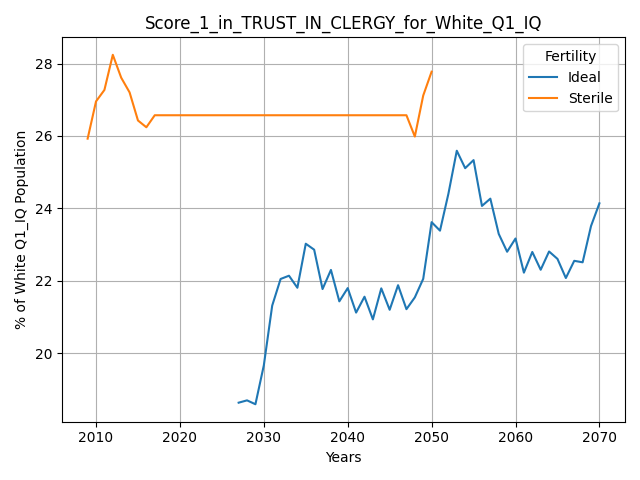 Score_1_in_TRUST_IN_CLERGY_for_White_Q1_IQ
Fertility
Ideal
Sterile
% of White Q1_IQ Population
28
26
24
22
20
2010 2020 2030 2040 2050 2060 2070
Years